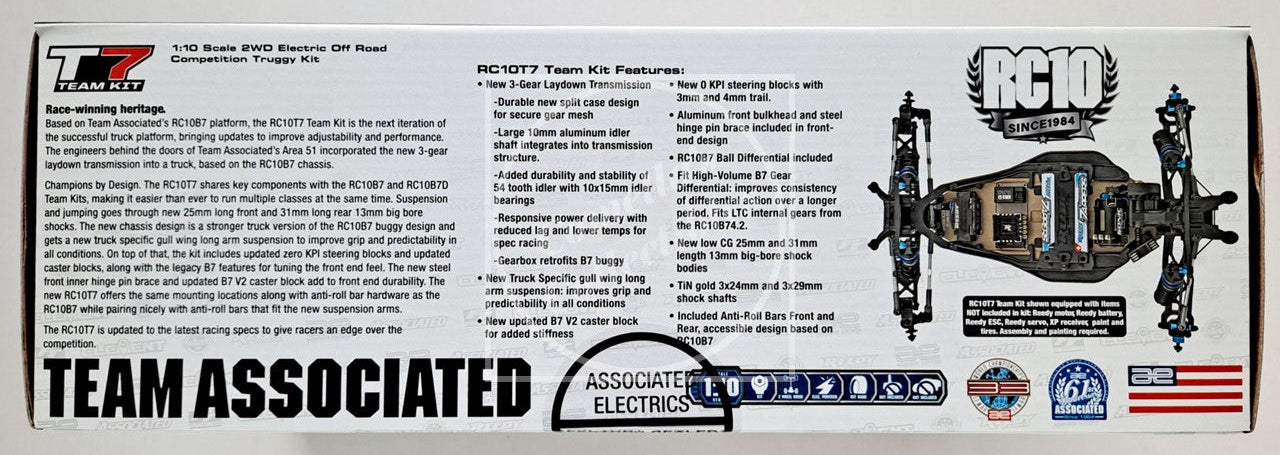 T7
TEAM KIT
1:10 Scale 2WD Electric Off Road
Competition Truggy Kit
Race-winning heritage.
Based on Team Associated's RC10B7 platform, the RC10T7 Team Kit is the next iteration of
the successful truck platform, bringing updates to improve adjustability and performance.
The engineers behind the doors of Team Associated's Area 51 incorporated the new 3-gear
laydown transmission into a truck, based on the RC10B7 chassis.
Champions by Design. The RC10T7 shares key components with the RC10B7 and RC10B7D
Team Kits, making it easier than ever to run multiple classes at the same time. Suspension
and jumping goes through new 25mm long front and 31mm long rear 13mm big bore
shocks. The new chassis design is a stronger truck version of the RC10B7 buggy design and
gets a new truck specific gull wing long arm suspension to improve grip and predictability in
all conditions. On top of that, the kit includes updated zero KPI steering blocks and updated
caster blocks, along with the legacy B7 features for tuning the front end feel. The new steel
front inner hinge pin brace and updated B7 V2 caster block add to front end durability. The
new RC10T7 offers the same mounting locations along with anti-roll bar hardware as the
RC10B7 while pairing nicely with anti-roll bars that fit the new suspension arms.
The RC10T7 is updated to the latest racing specs to give racers an edge over the
competition.
TEAM ASSOCIATED
RC10T7 Team Kit Features:
• New 3-Gear Laydown Transmission
-Durable new split case design
for secure gear mesh
-Large 10mm aluminum idler
shaft integrates into transmission
structure.
-Added durability and stability of
54 tooth idler with 10x15mm idler
bearings
-Responsive power delivery with
reduced lag and lower temps for
spec racing
-Gearbox retrofits B7 buggy
• New Truck Specific gull wing long
arm suspension: improves grip and
predictability in all conditions
• New updated B7 V2 caster block
for added stiffness
• New 0 KPI steering blocks with
3mm and 4mm trail.
• Aluminum front bulkhead and steel
hinge pin brace included in front-
end design
• RC10B7 Ball Differential included
• Fit High-Volume B7 Gear
Differential: improves consistency
of differential action over a longer
period. Fits LTC internal gears from
the RC10B74.2.
• New low CG 25mm and 31mm
length 13mm big-bore shock
bodies
• TiN gold 3x24mm and 3x29mm
shock shafts
• Included Anti-Roll Bars Front and
Rear, accessible design based on
RC10B7
ASSOCIATED
ELECTRICS
RC10
SINCE1984
RC10T7 Team Kit shown equipped with items
NOT included in kit: Reedy motor, Reedy battery,
Reedy ESC, Reedy servo, XP receiver, paint and
tires. Assembly and painting required.
61
ASSOCIATED